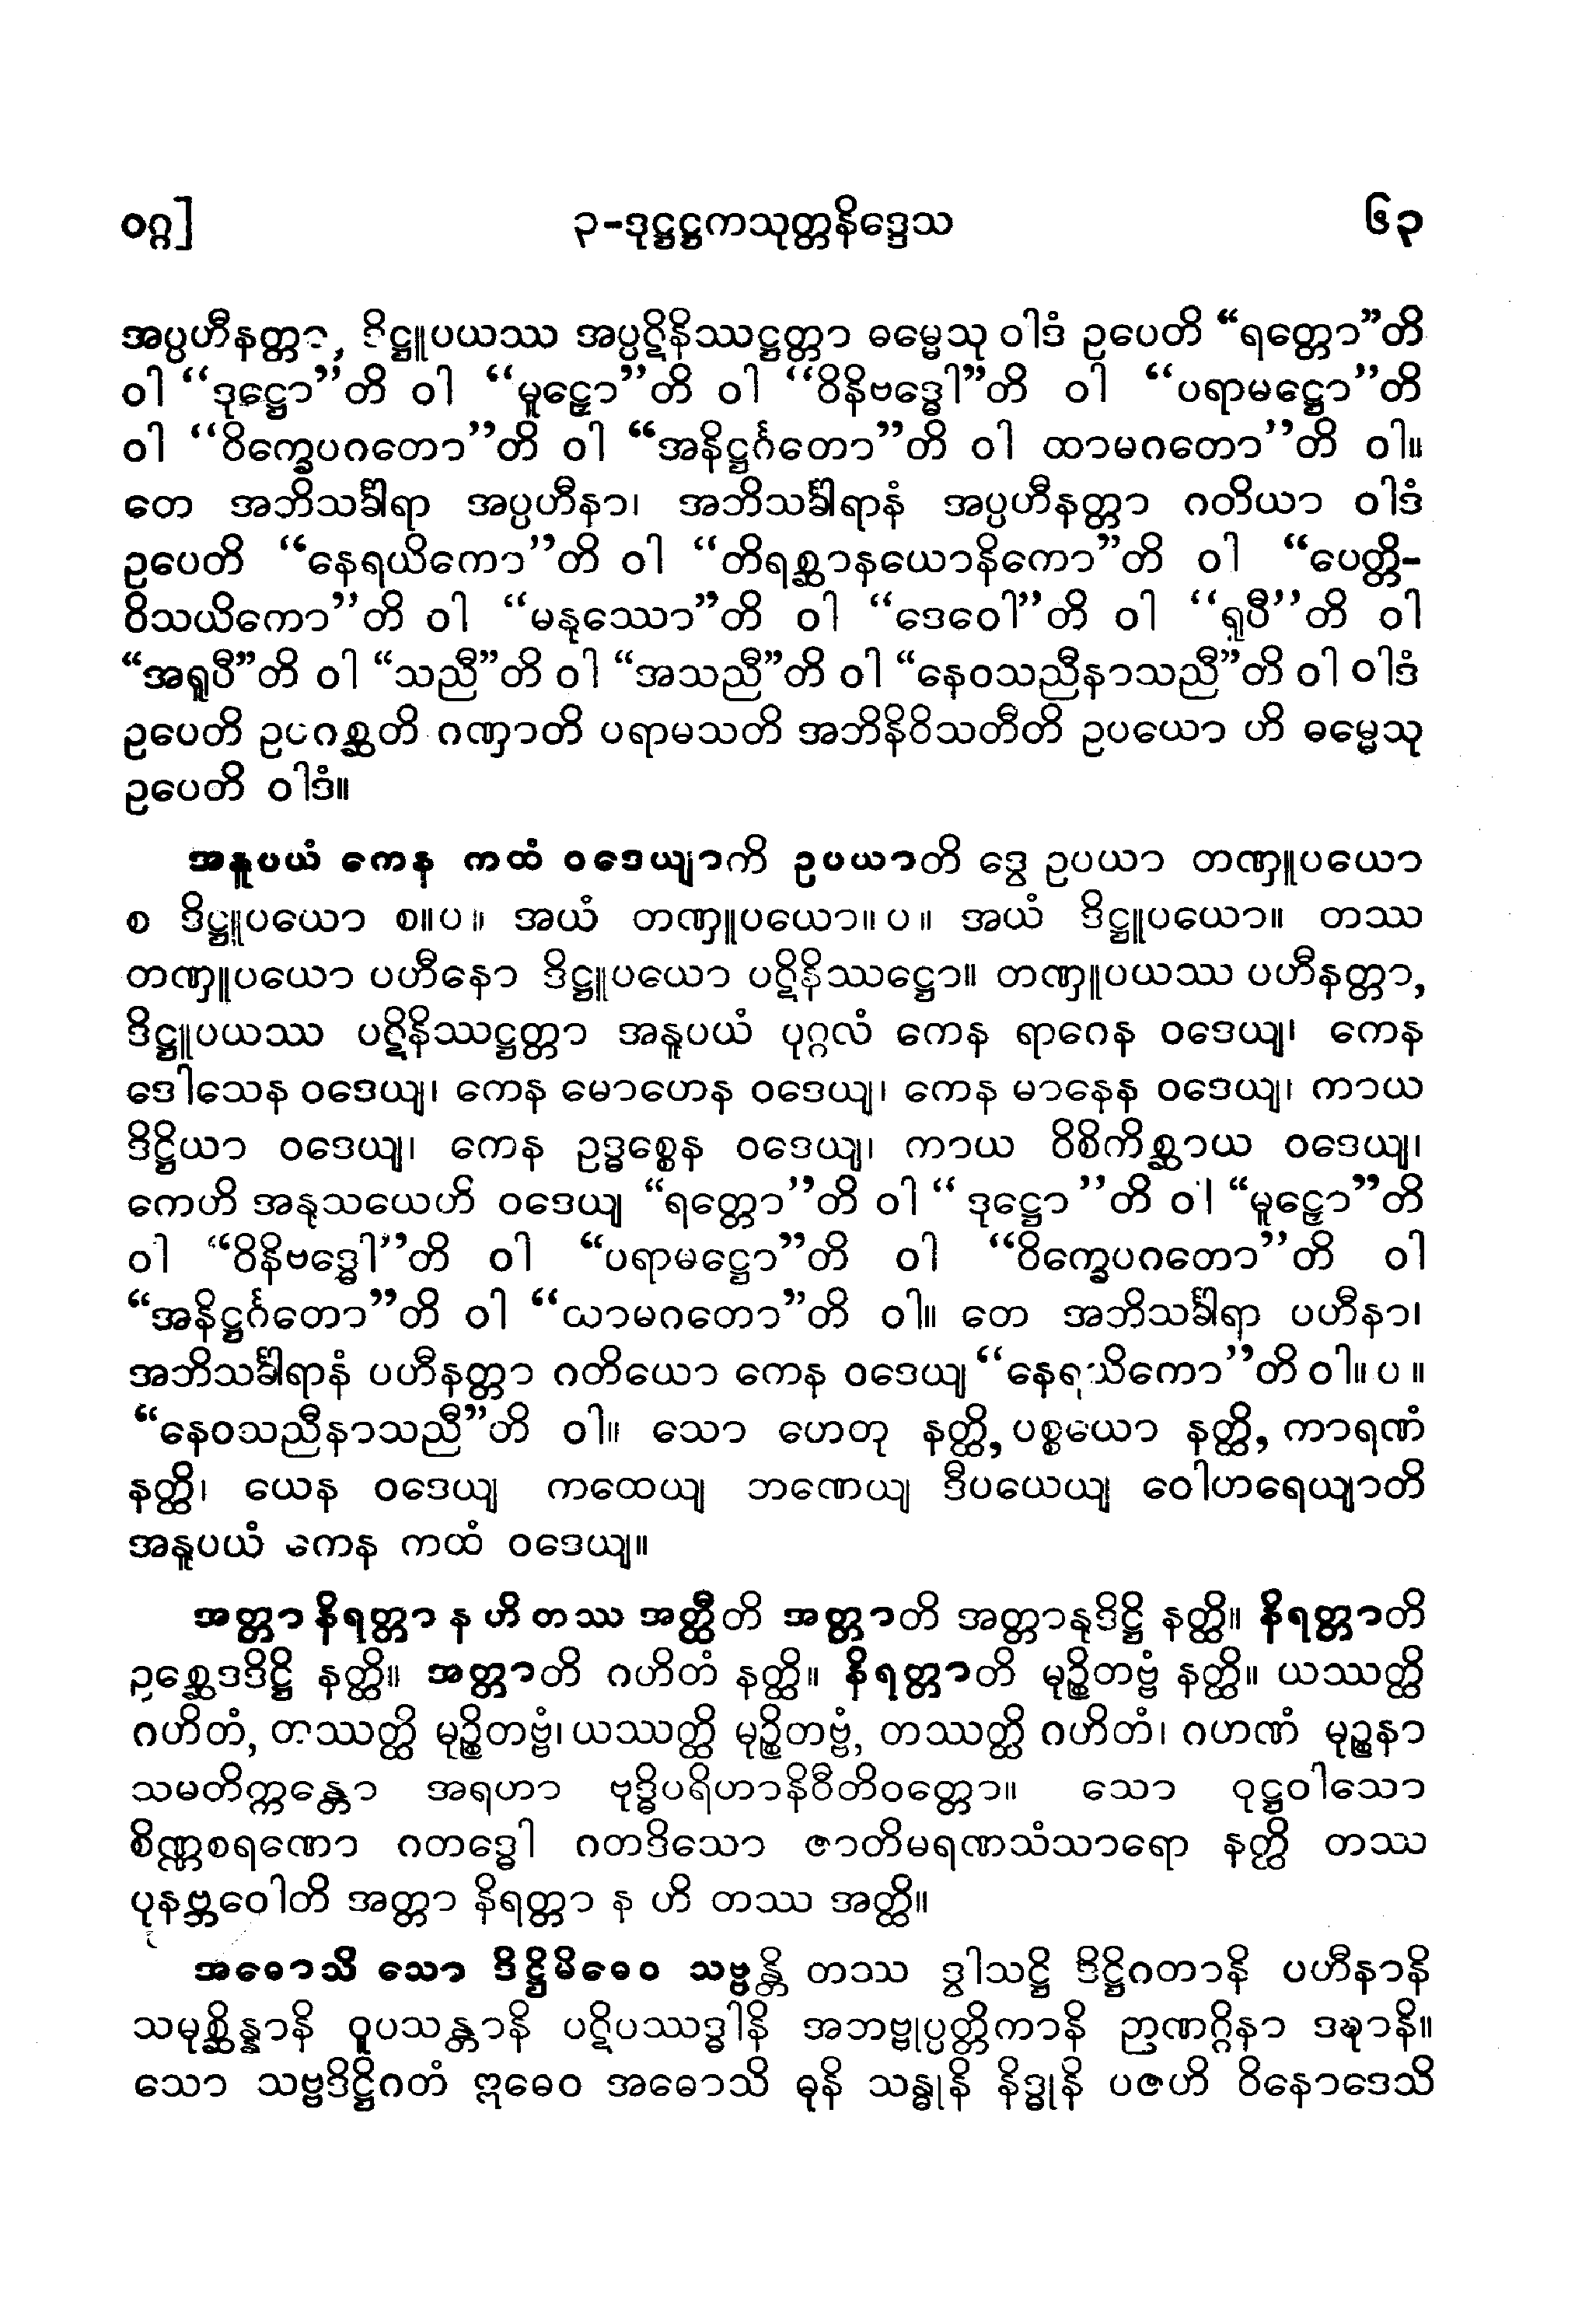 ဝဂ္ဂ] ၃-ဒုဋ္ဌဋ္ဌကသုတ္တနိဒ္ဒေသ ၆၃
အပ္ပဟီနတ္တာ, ဒိဋ္ဌူပယဿ အပ္ပဋိနိဿဋ္ဌတ္တာ ဓမ္မေသု ဝါဒံ ဥပေတိ “ရတ္တော”တိ
ဝါ “ဒုဋ္ဌော”တိ ဝါ “မူဠှော”တိ ဝါ “ဝိနိဗဒ္ဓေါ”တိ ဝါ “ပရာမဋ္ဌော”တိ
ဝါ “ဝိက္ခေပဂတော”တိ ဝါ “အနိဋ္ဌင်္ဂတော”တိ ဝါ ထာမဂတော”တိ ဝါ။
တေ အဘိသင်္ခါရာ အပ္ပဟီနာ၊ အဘိသင်္ခါရာနံ အပ္ပဟီနတ္တာ ဂတိယာ ဝါဒံ
ဥပေတိ “နေရယိကော”တိ ဝါ “တိရစ္ဆာနယောနိကော”တိ ဝါ “ပေတ္တိ-
ဝိသယိကော”တိ ဝါ “မနုဿော”တိ ဝါ “ဒေဝေါ”တိ ဝါ “ရူပီ”တိ ဝါ
“အရူပီ”တိ ဝါ “သညီ”တိ ဝါ “အသညီ”တိ ဝါ “နေဝသညီနာသညီ”တိ ဝါ ဝါဒံ
ဥပေတိ ဥပဂစ္ဆတိ ဂဏှာတိ ပရာမသတိ အဘိနိဝိသတီတိ ဥပယော ဟိ ဓမ္မေသု
ဥပေတိ ဝါဒံ။
အနူပယံ ကေန ကထံ ဝဒေယျာကိ ဥပယာတိ ဒွေ ဥပယာ တဏှူပယော
စ ဒိဋ္ဌူပယော စ။ပ။ အယံ တဏှူပယော။ပ။ အယံ ဒိဋ္ဌူပယော။ တဿ
တဏှူပယော ပဟီနော ဒိဋ္ဌူပယော ပဋိနိဿဋ္ဌော။ တဏှူပယဿ ပဟီနတ္တာ,
ဒိဋ္ဌူပယဿ ပဋိနိဿဋ္ဌတ္တာ အနူပယံ ပုဂ္ဂလံ ကေန ရာဂေန ဝဒေယျ၊ ကေန
ဒေါသေန ဝဒေယျ၊ ကေန မောဟေန ဝဒေယျ၊ ကေန မာနေန ဝဒေယျ၊ ကာယ
ဒိဋ္ဌိယာ ဝဒေယျ၊ ကေန ဥဒ္ဓစ္စေန ဝဒေယျ၊ ကာယ ဝိစိကိစ္ဆာယ ဝဒေယျ၊
ကေဟိ အနုသယေဟိ ဝဒေယျ “ရတ္တော”တိ ဝါ “ ဒုဋ္ဌော ”တိ ဝါ “မူဠှော”တိ
ဝါ “ဝိနိဗဒ္ဓေါ”တိ ဝါ “ပရာမဋ္ဌော”တိ ဝါ “ဝိက္ခေပဂတော”တိ ဝါ
“အနိဋ္ဌင်္ဂတော”တိ ဝါ “ထာမဂတော”တိ ဝါ။ တေ အဘိသင်္ခါရာ ပဟီနာ၊
အဘိသင်္ခါရာနံ ပဟီနတ္တာ ဂတိယော ကေန ဝဒေယျ “နေရယိကော”တိ ဝါ။ပ။
“နေဝသညီနာသညီ”တိ ဝါ။ သော ဟေတု နတ္ထိ, ပစ္စယော နတ္ထိ, ကာရဏံ
နတ္ထိ၊ ယေန ဝဒေယျ ကထေယျ ဘဏေယျ ဒီပယေယျ ဝေါဟရေယျာတိ
အနူပယံ ကေန ကထံ ဝဒေယျ။
အတ္တာ နိရတ္တာ န ဟိ တဿ အတ္ထီတိ အတ္တာတိ အတ္တာနုဒိဋ္ဌိ နတ္ထိ။ နိရတ္တာတိ
ဥစ္ဆေဒဒိဋ္ဌိ နတ္ထိ။ အတ္တာတိ ဂဟိတံ နတ္ထိ။ နိရတ္တာတိ မုဉ္စိတဗ္ဗံ နတ္ထိ။ ယဿတ္ထိ
ဂဟိတံ, တဿတ္ထိ မုဉ္စိတဗ္ဗံ၊ ယဿတ္ထိ မုဉ္စိတဗ္ဗံ, တဿတ္ထိ ဂဟိတံ၊ ဂဟဏံ မုဉ္စနာ
သမတိက္ကန္တော အရဟာ ဗုဒ္ဓိပရိဟာနိဝီတိဝတ္တော။ သော ဝုဋ္ဌဝါသော
စိဏ္ဏစရဏော ဂတဒ္ဓေါ ဂတဒိသော ဇာတိမရဏသံသာရော နတ္ထိ တဿ
ပုနဗ္ဘဝေါတိ အတ္တာ နိရတ္တာ န ဟိ တဿ အတ္ထိ။
အဓောသိ သော ဒိဋ္ဌိမိဓေဝ သဗ္ဗန္တိ တဿ ဒွါသဋ္ဌိ ဒိဋ္ဌိဂတာနိ ပဟီနာနိ
သမုစ္ဆိန္နာနိ ဝူပသန္တာနိ ပဋိပဿဒ္ဓါနိ အဘဗ္ဗုပ္ပတ္တိကာနိ ဉာဏဂ္ဂိနာ ဒဍ္ဎာနိ။
သော သဗ္ဗဒိဋ္ဌိဂတံ ဣဓေဝ အဓောသိ ဓုနိ သန္ဓုနိ နိဒ္ဓုနိ ပဇဟိ ဝိနောဒေသိ